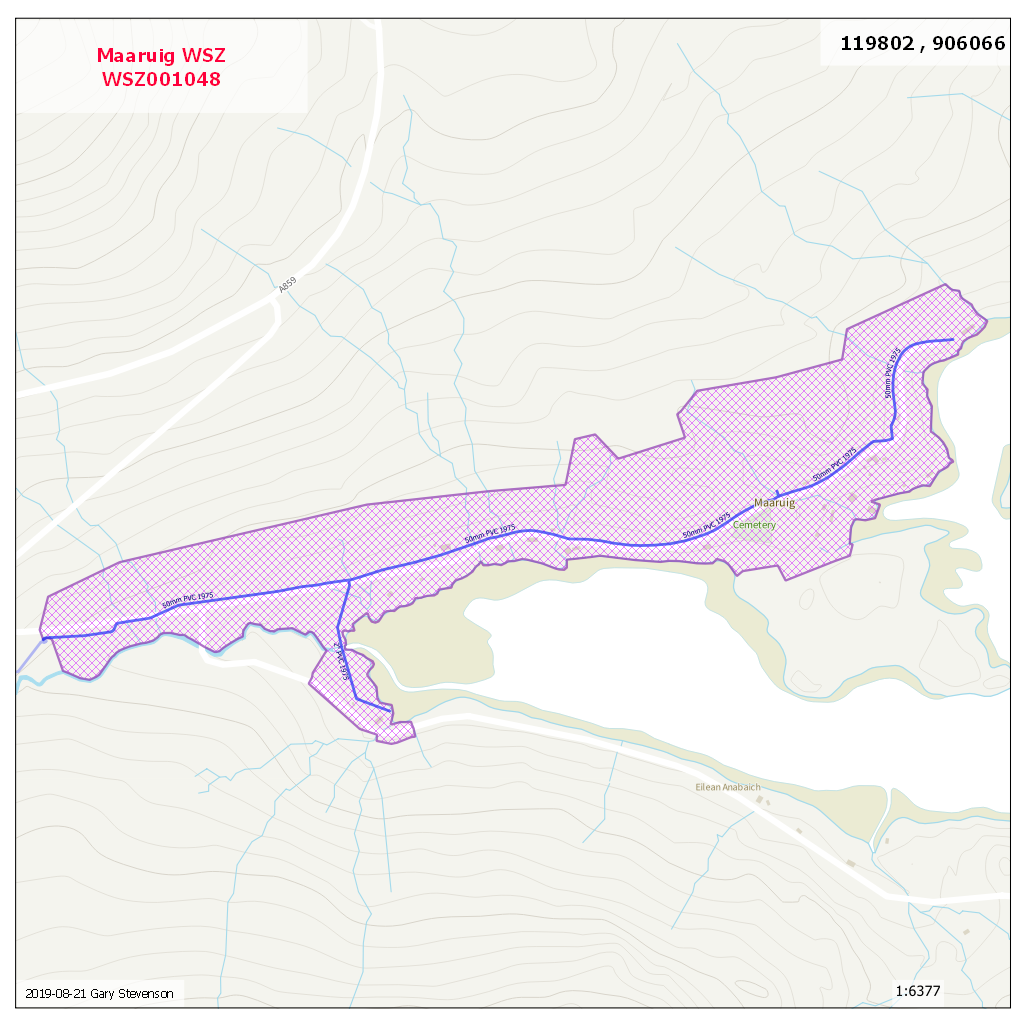 Maaruig WSZ
WSZ001048
119802 , 906066
A859
50mm PVC 1975
50mm PVC 1975
50mm PVC 1975
Maaruig
50mm PVC 1975
Cemetery
50mm PVC 1975
2" PVC 1975
Eilean Anabaich
2019-08-21 Gary Stevenson
1:6377